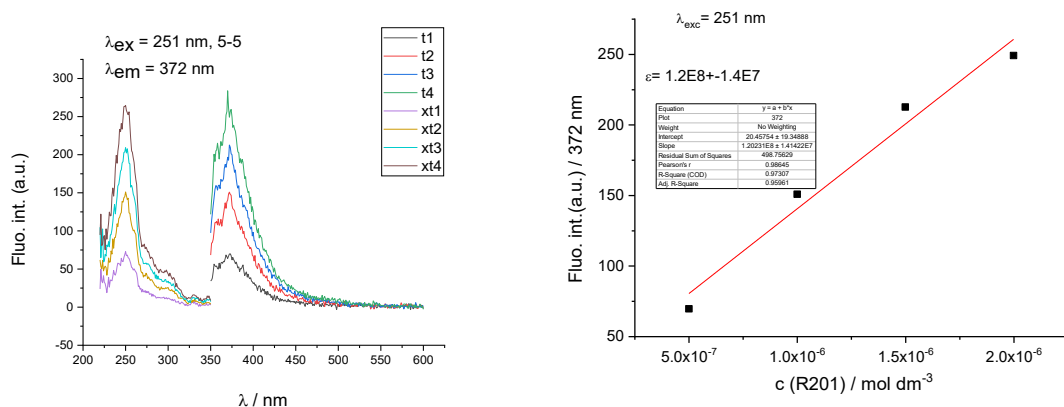 λex = 251 nm, 5-5
λem = 372 nm
t1
t2
t3
t4
xt1
xt2
xt3
xt4
Fluo. int. (a.u.)
300
250
200
150
100
50
0
-50
200 250 300 350 400 450 500 550 600
λ / nm
λexc = 251 nm
ε= 1.2E8+-1.4E7
Equation y = a + b*x
Plot 372
Weight No Weighting
Intercept 20.45754 ± 19.34888
Slope 1.20231E8 ± 1.41422E7
Residual Sum of Squares 498.75629
Pearson's r 0.98645
R-Square (COD) 0.97307
Adj. R-Square 0.95961
Fluo. int.(a.u.) / 372 nm
250
200
150
100
50
5.0x10⁻⁷ 1.0x10⁻⁶ 1.5x10⁻⁶ 2.0x10⁻⁶
c (R201) / mol dm⁻³